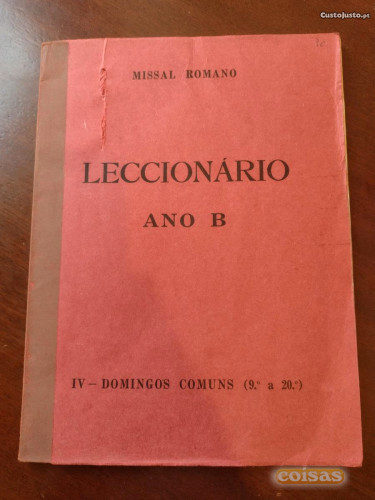 CustoJusto.pt
MISSAL ROMANO
LECCIONÁRIO
ANO B
IV — DOMINGOS COMUNS (9.º a 20.º)
coisas